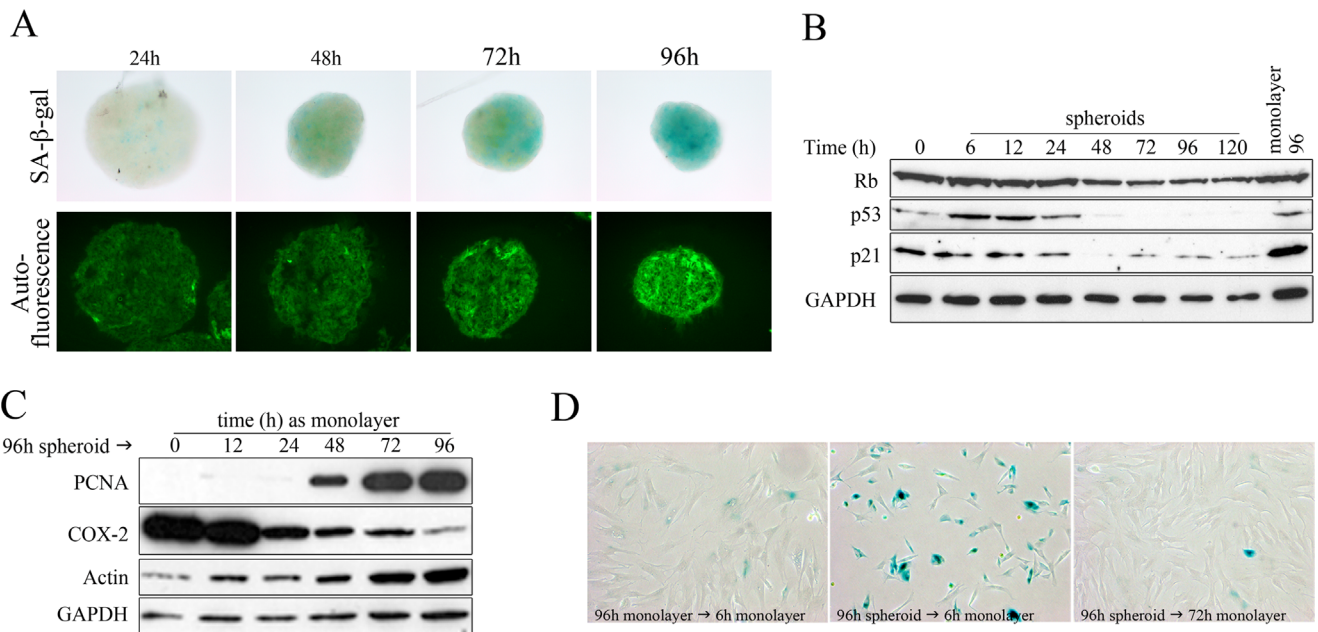 A
24h 48h 72h 96h
SA-β-gal
Auto-
fluorescence
B
spheroids
monolayer
Time (h) 0 6 12 24 48 72 96 120 96
Rb
p53
p21
GAPDH
C
time (h) as monolayer
96h spheroid → 0 12 24 48 72 96
PCNA
COX-2
Actin
GAPDH
D
96h monolayer → 6h monolayer
96h spheroid → 6h monolayer
96h spheroid → 72h monolayer